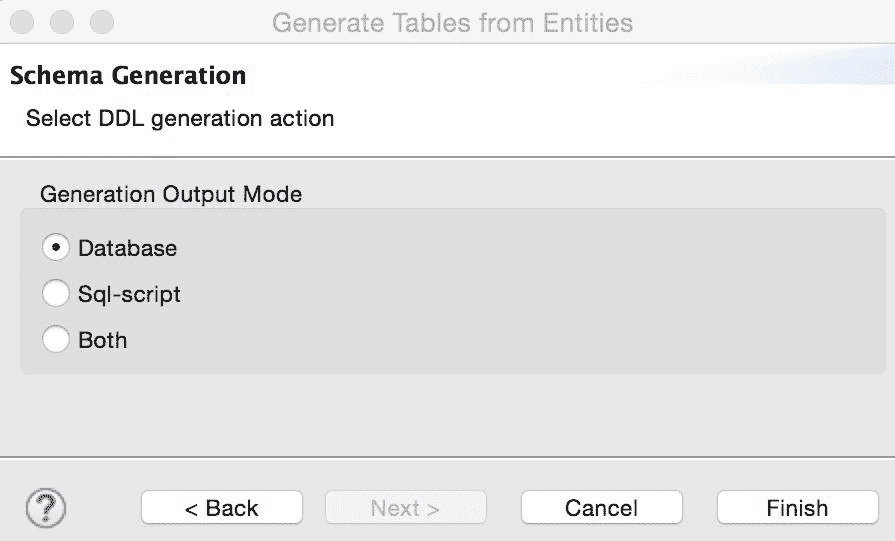 Generate Tables from Entities
Schema Generation
Select DDL generation action
Generation Output Mode
Database
Sql-script
Both
?
< Back
Next >
Cancel
Finish